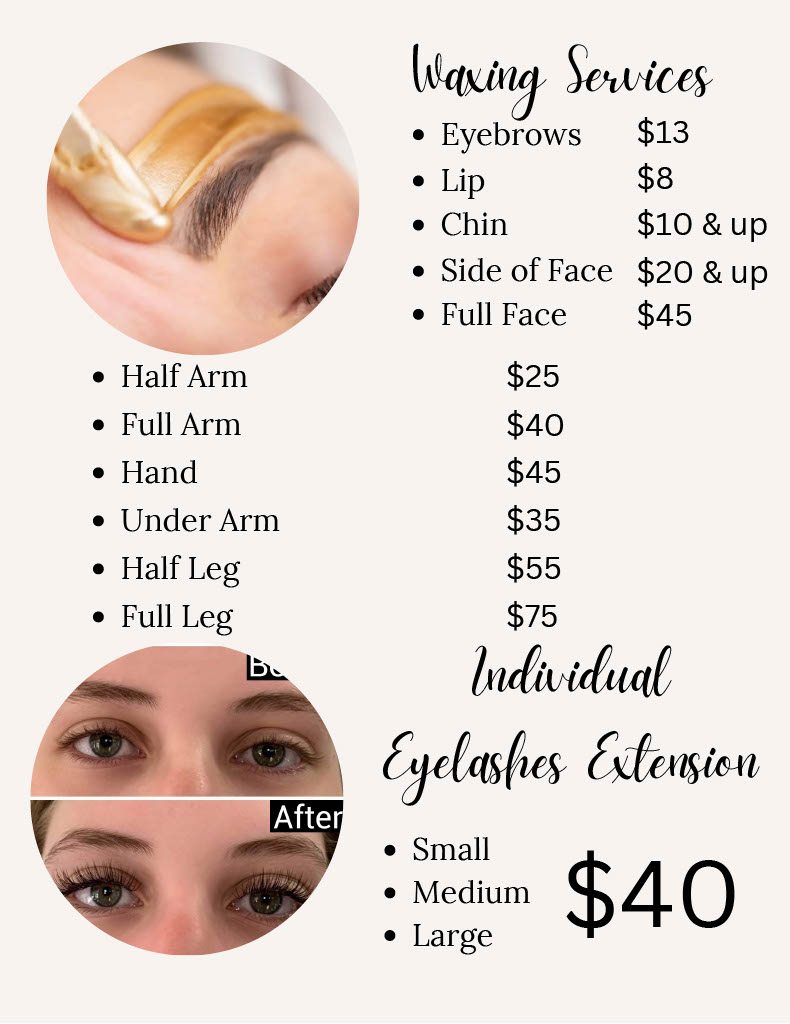 Waxing Services
• Eyebrows $13
• Lip $8
• Chin $10 & up
• Side of Face $20 & up
• Full Face $45
• Half Arm $25
• Full Arm $40
• Hand $45
• Under Arm $35
• Half Leg $55
• Full Leg $75
Individual
Eyelashes Extension
After
• Small
• Medium $40
• Large